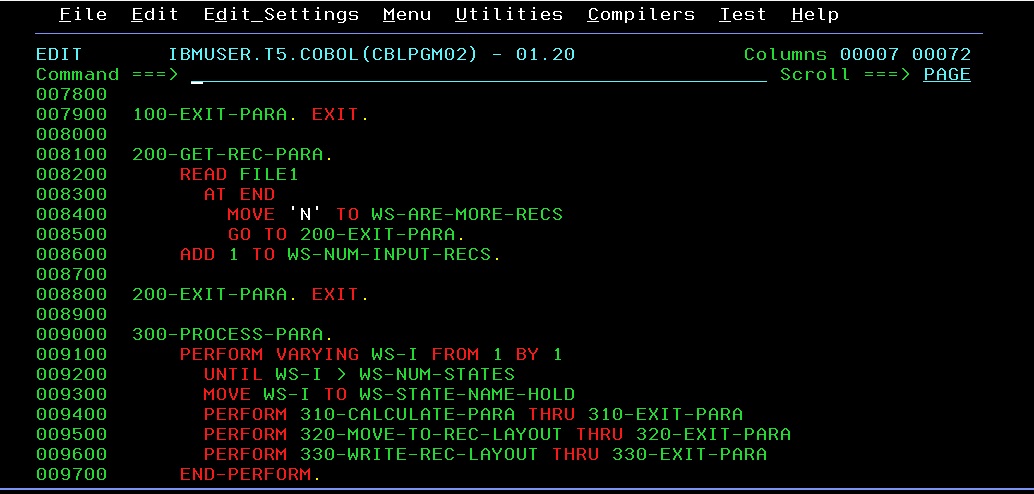 File Edit Edit_Settings Menu Utilities Compilers Test Help
EDIT IBMUSER.T5.COBOL(CBLPGM02) - 01.20 Columns 00007 00072
Command ===> _ Scroll ===> PAGE
007800
007900 100-EXIT-PARA. EXIT.
008000
008100 200-GET-REC-PARA.
008200 READ FILE1
008300 AT END
008400 MOVE 'N' TO WS-ARE-MORE-RECS
008500 GO TO 200-EXIT-PARA.
008600 ADD 1 TO WS-NUM-INPUT-RECS.
008700
008800 200-EXIT-PARA. EXIT.
008900
009000 300-PROCESS-PARA.
009100 PERFORM VARYING WS-I FROM 1 BY 1
009200 UNTIL WS-I > WS-NUM-STATES
009300 MOVE WS-I TO WS-STATE-NAME-HOLD
009400 PERFORM 310-CALCULATE-PARA THRU 310-EXIT-PARA
009500 PERFORM 320-MOVE-TO-REC-LAYOUT THRU 320-EXIT-PARA
009600 PERFORM 330-WRITE-REC-LAYOUT THRU 330-EXIT-PARA
009700 END-PERFORM.